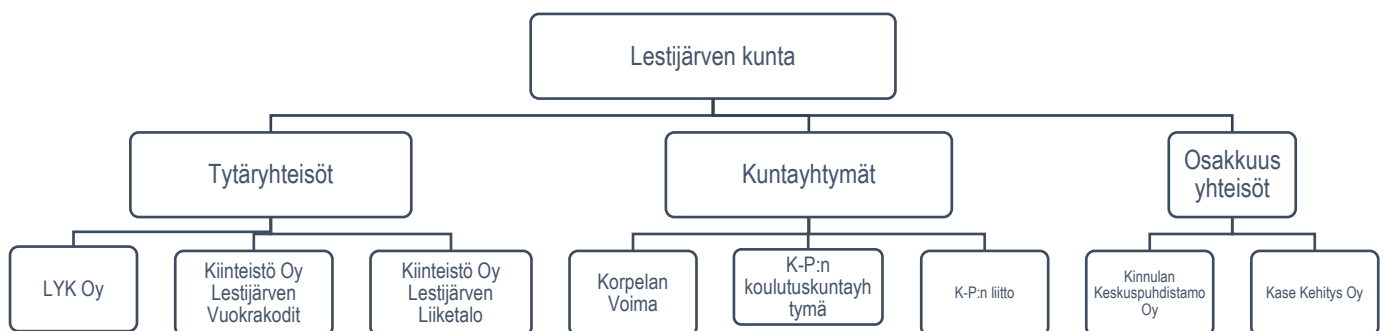 Lestijärven kunta
Tytäryhteisöt
Kuntayhtymät
Osakkuus
yhteisöt
LYK Oy
Kiinteistö Oy
Lestijärven
Vuokrakodit
Kiinteistö Oy
Lestijärven
Liiketalo
Korpelan
Voima
K-P:n
koulutuskuntayh
tymä
K-P:n liitto
Kinnulan
Keskuspuhdistamo
Oy
Kase Kehitys Oy